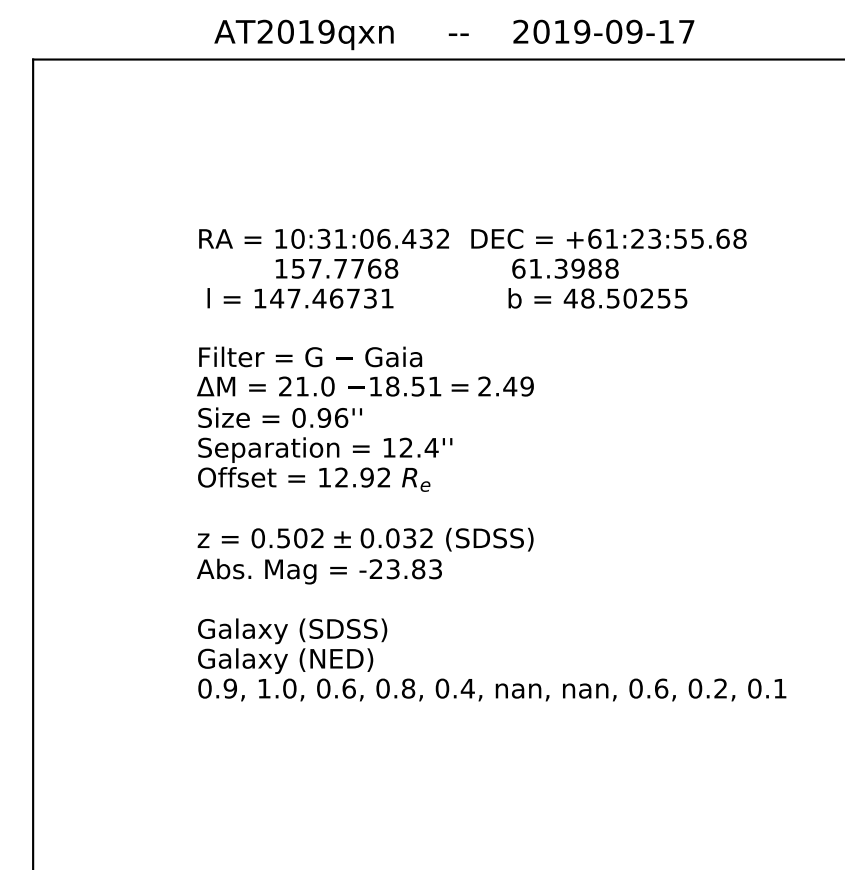 AT2019qxn -- 2019-09-17
RA = 10:31:06.432 DEC = +61:23:55.68
157.7768 61.3988
l = 147.46731 b = 48.50255
Filter = G − Gaia
ΔM = 21.0 −18.51 = 2.49
Size = 0.96''
Separation = 12.4''
Offset = 12.92 Re
z = 0.502 ± 0.032 (SDSS)
Abs. Mag = -23.83
Galaxy (SDSS)
Galaxy (NED)
0.9, 1.0, 0.6, 0.8, 0.4, nan, nan, 0.6, 0.2, 0.1